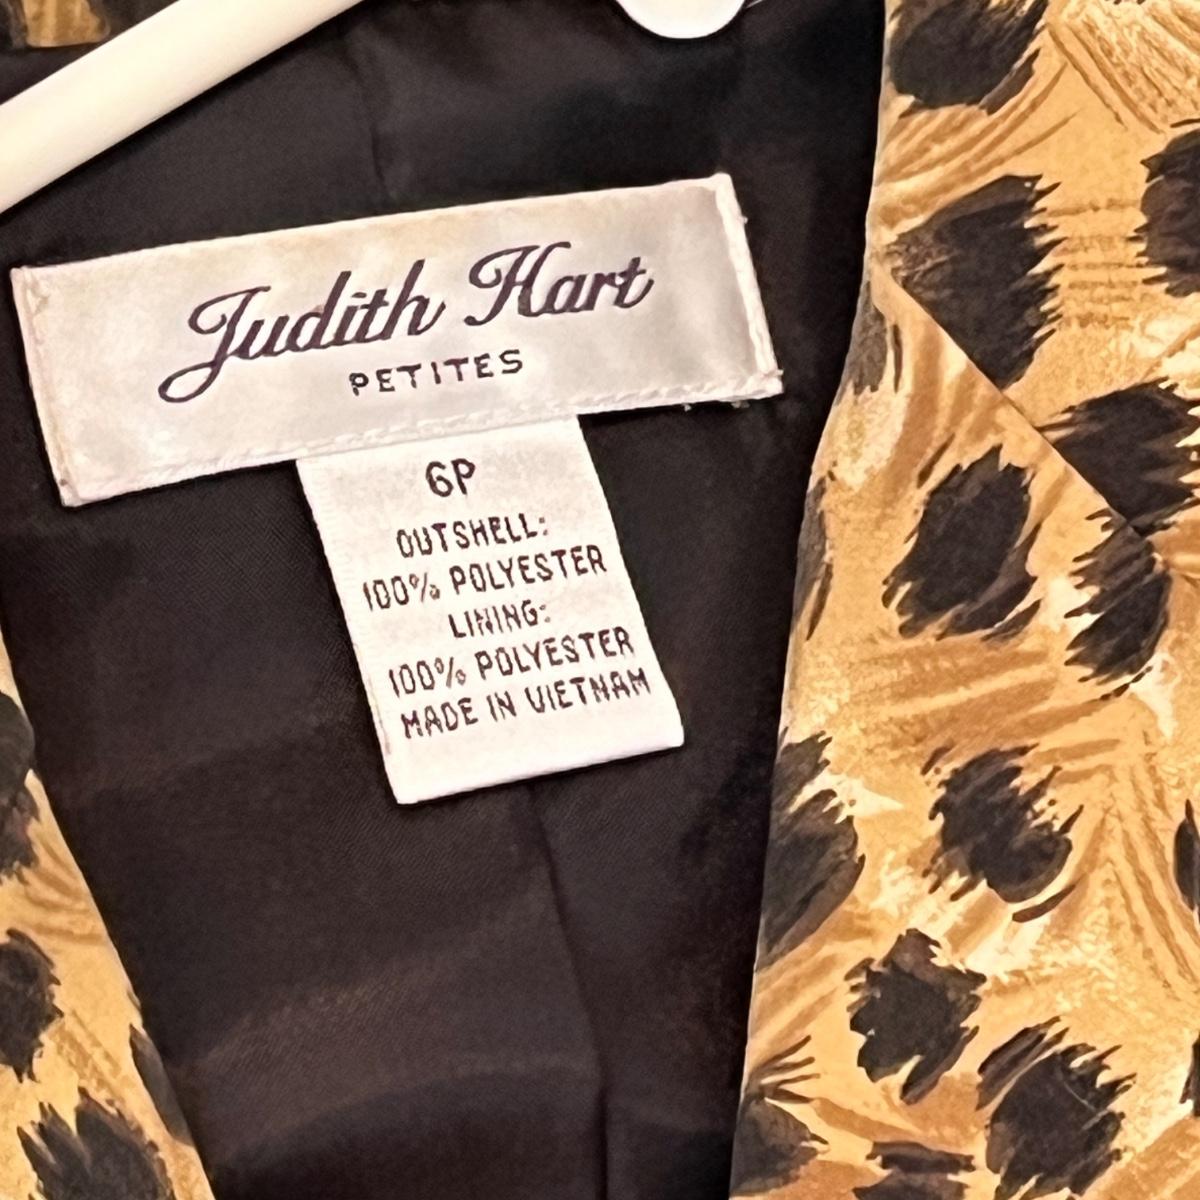 Judith Hart
PETITES
6P
OUTSHELL:
100% POLYESTER
LINING:
100% POLYESTER
MADE IN VIETNAM